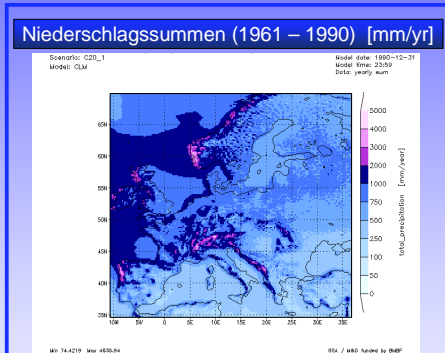 Niederschlagssummen (1961 – 1990) [mm/yr]
Scenario: C20_1
Model: CLM
Model date: 1990-12-31
Model time: 23:59
Data: yearly sum
65N
60N
55N
50N
45N
40N
35N
10W 5W 0 5E 10E 15E 20E 25E 30E 35E
5000
4000
3000
2000
1000
750
500
250
100
50
0
total_precipitation [mm/year]
Min 74.4219 Max 4835.94
SGA / M&D funded by BMBF